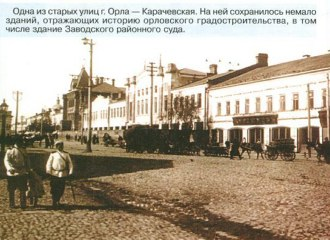 Одна из старых улиц г. Орла — Карачевская. На ней сохранилось немало
зданий, отражающих историю орловского градостроительства, в том
числе здание Заводского районного суда.